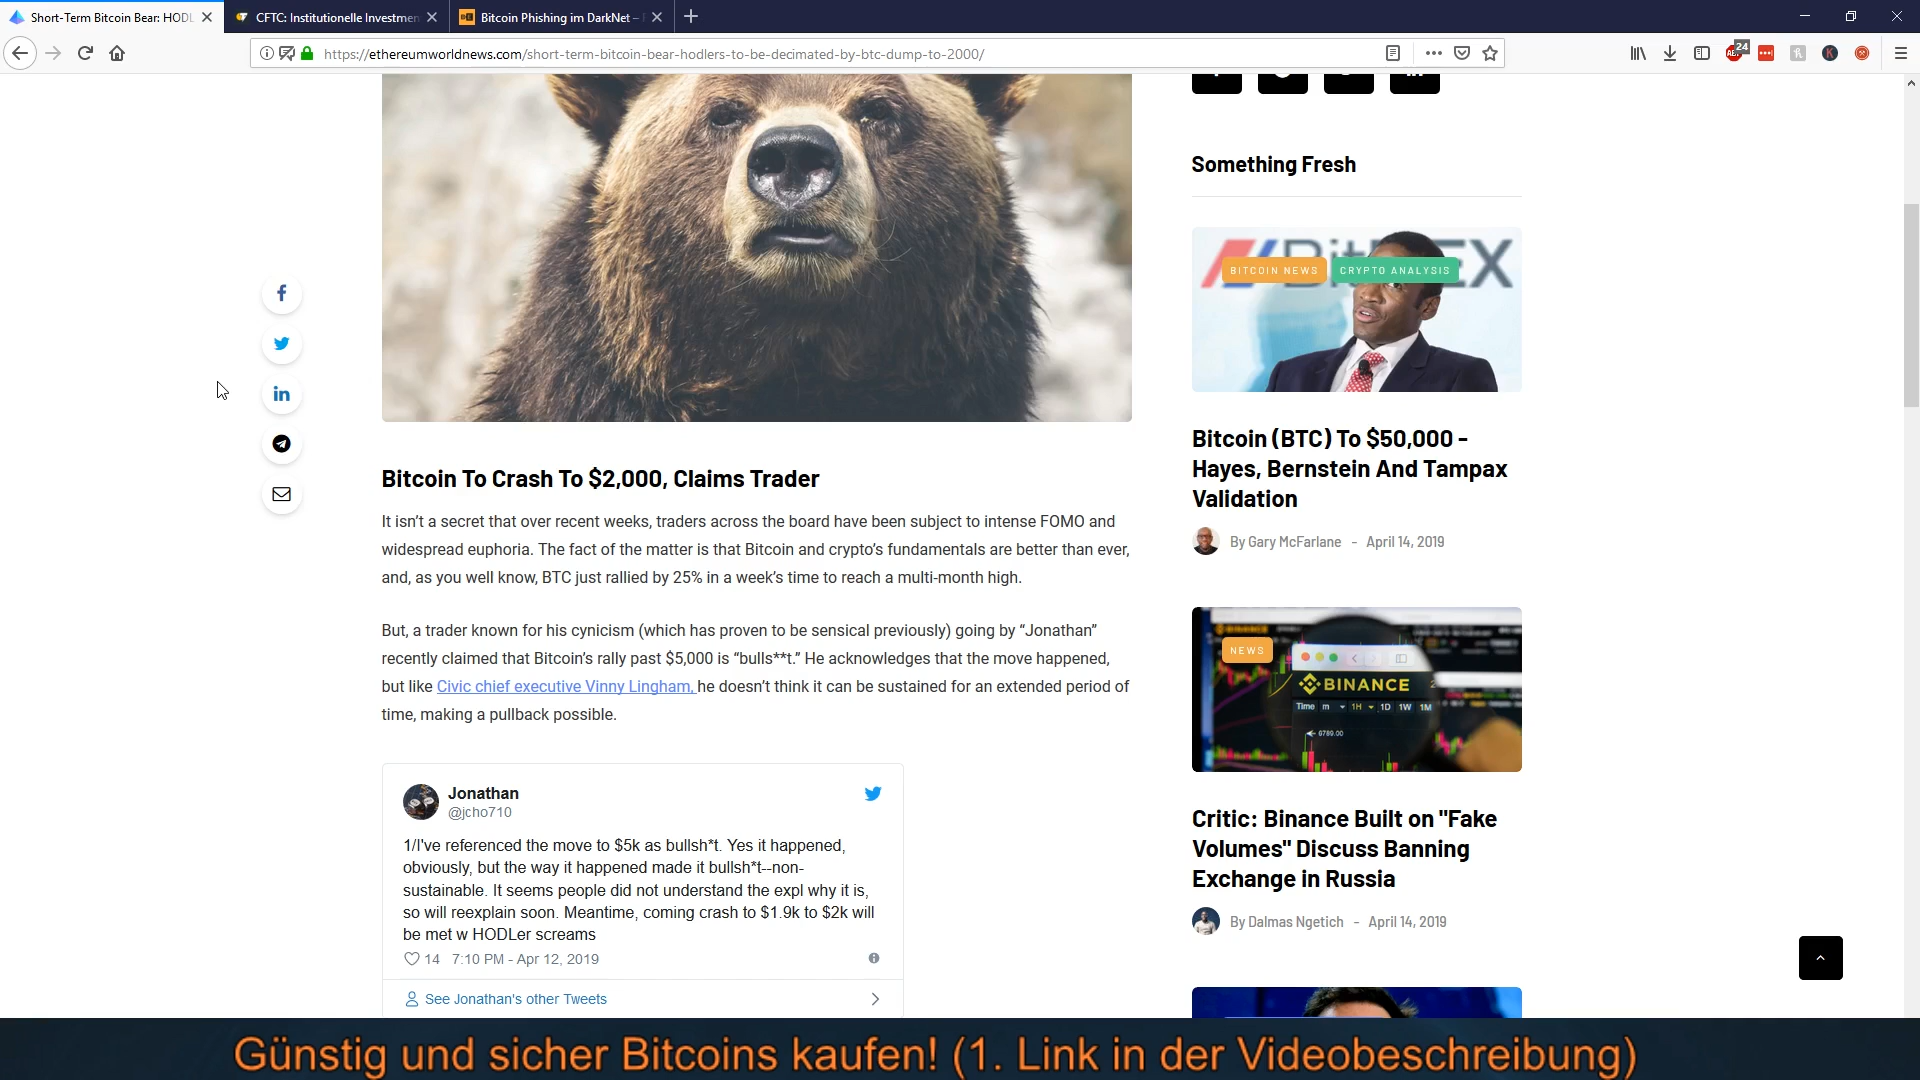 Short-Term Bitcoin Bear: HODL
CFTC: Institutionelle Investmen
Bitcoin Phishing im DarkNet –
https://ethereumworldnews.com/short-term-bitcoin-bear-hodlers-to-be-decimated-by-btc-dump-to-2000/
24
Something Fresh
BitMEX
BITCOIN NEWS
CRYPTO ANALYSIS
Bitcoin (BTC) To $50,000 -
Hayes, Bernstein And Tampax
Validation
By Gary McFarlane - April 14, 2019
Bitcoin To Crash To $2,000, Claims Trader
It isn’t a secret that over recent weeks, traders across the board have been subject to intense FOMO and
widespread euphoria. The fact of the matter is that Bitcoin and crypto’s fundamentals are better than ever,
and, as you well know, BTC just rallied by 25% in a week’s time to reach a multi-month high.
But, a trader known for his cynicism (which has proven to be sensical previously) going by “Jonathan”
recently claimed that Bitcoin’s rally past $5,000 is “bulls**t.” He acknowledges that the move happened,
but like Civic chief executive Vinny Lingham, he doesn’t think it can be sustained for an extended period of
time, making a pullback possible.
NEWS
BINANCE
Time m 1H 1D 1W 1M
6789.00
Critic: Binance Built on "Fake
Volumes" Discuss Banning
Exchange in Russia
By Dalmas Ngetich - April 14, 2019
Jonathan
@jcho710
1/I've referenced the move to $5k as bullsh*t. Yes it happened,
obviously, but the way it happened made it bullsh*t--non-
sustainable. It seems people did not understand the expl why it is,
so will reexplain soon. Meantime, coming crash to $1.9k to $2k will
be met w HODLer screams
14 7:10 PM - Apr 12, 2019
See Jonathan's other Tweets
Günstig und sicher Bitcoins kaufen! (1. Link in der Videobeschreibung)